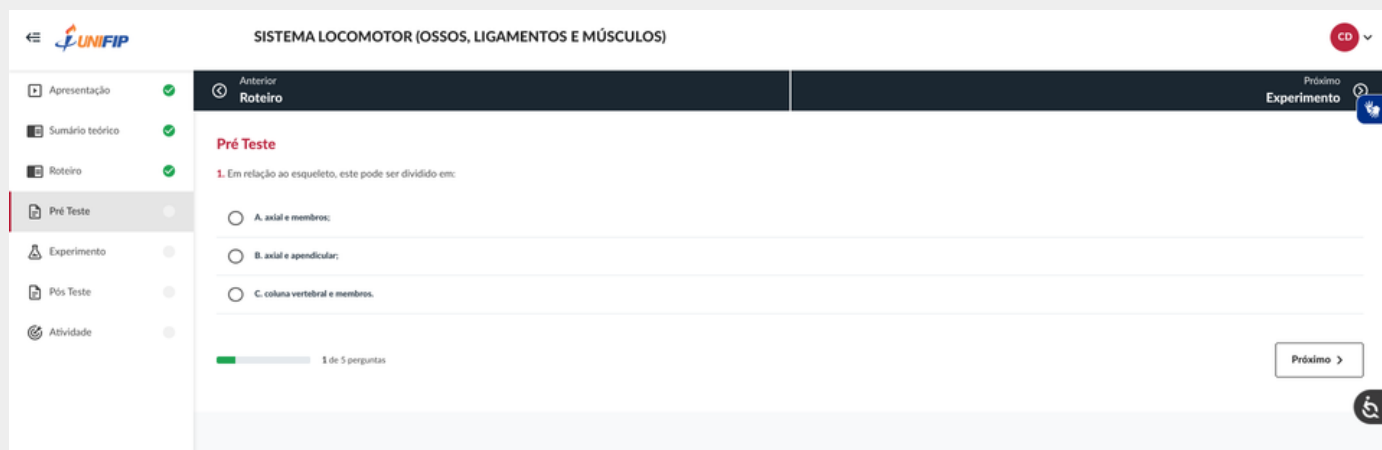 UNIFIP
SISTEMA LOCOMOTOR (OSSOS, LIGAMENTOS E MÚSCULOS)
CD
Apresentação
Sumário teórico
Roteiro
Pré Teste
Experimento
Pós Teste
Atividade
Anterior
Roteiro
Próximo
Experimento
Pré Teste
1. Em relação ao esqueleto, este pode ser dividido em:
A. axial e membros;
B. axial e apendicular;
C. coluna vertebral e membros.
1 de 5 perguntas
Próximo